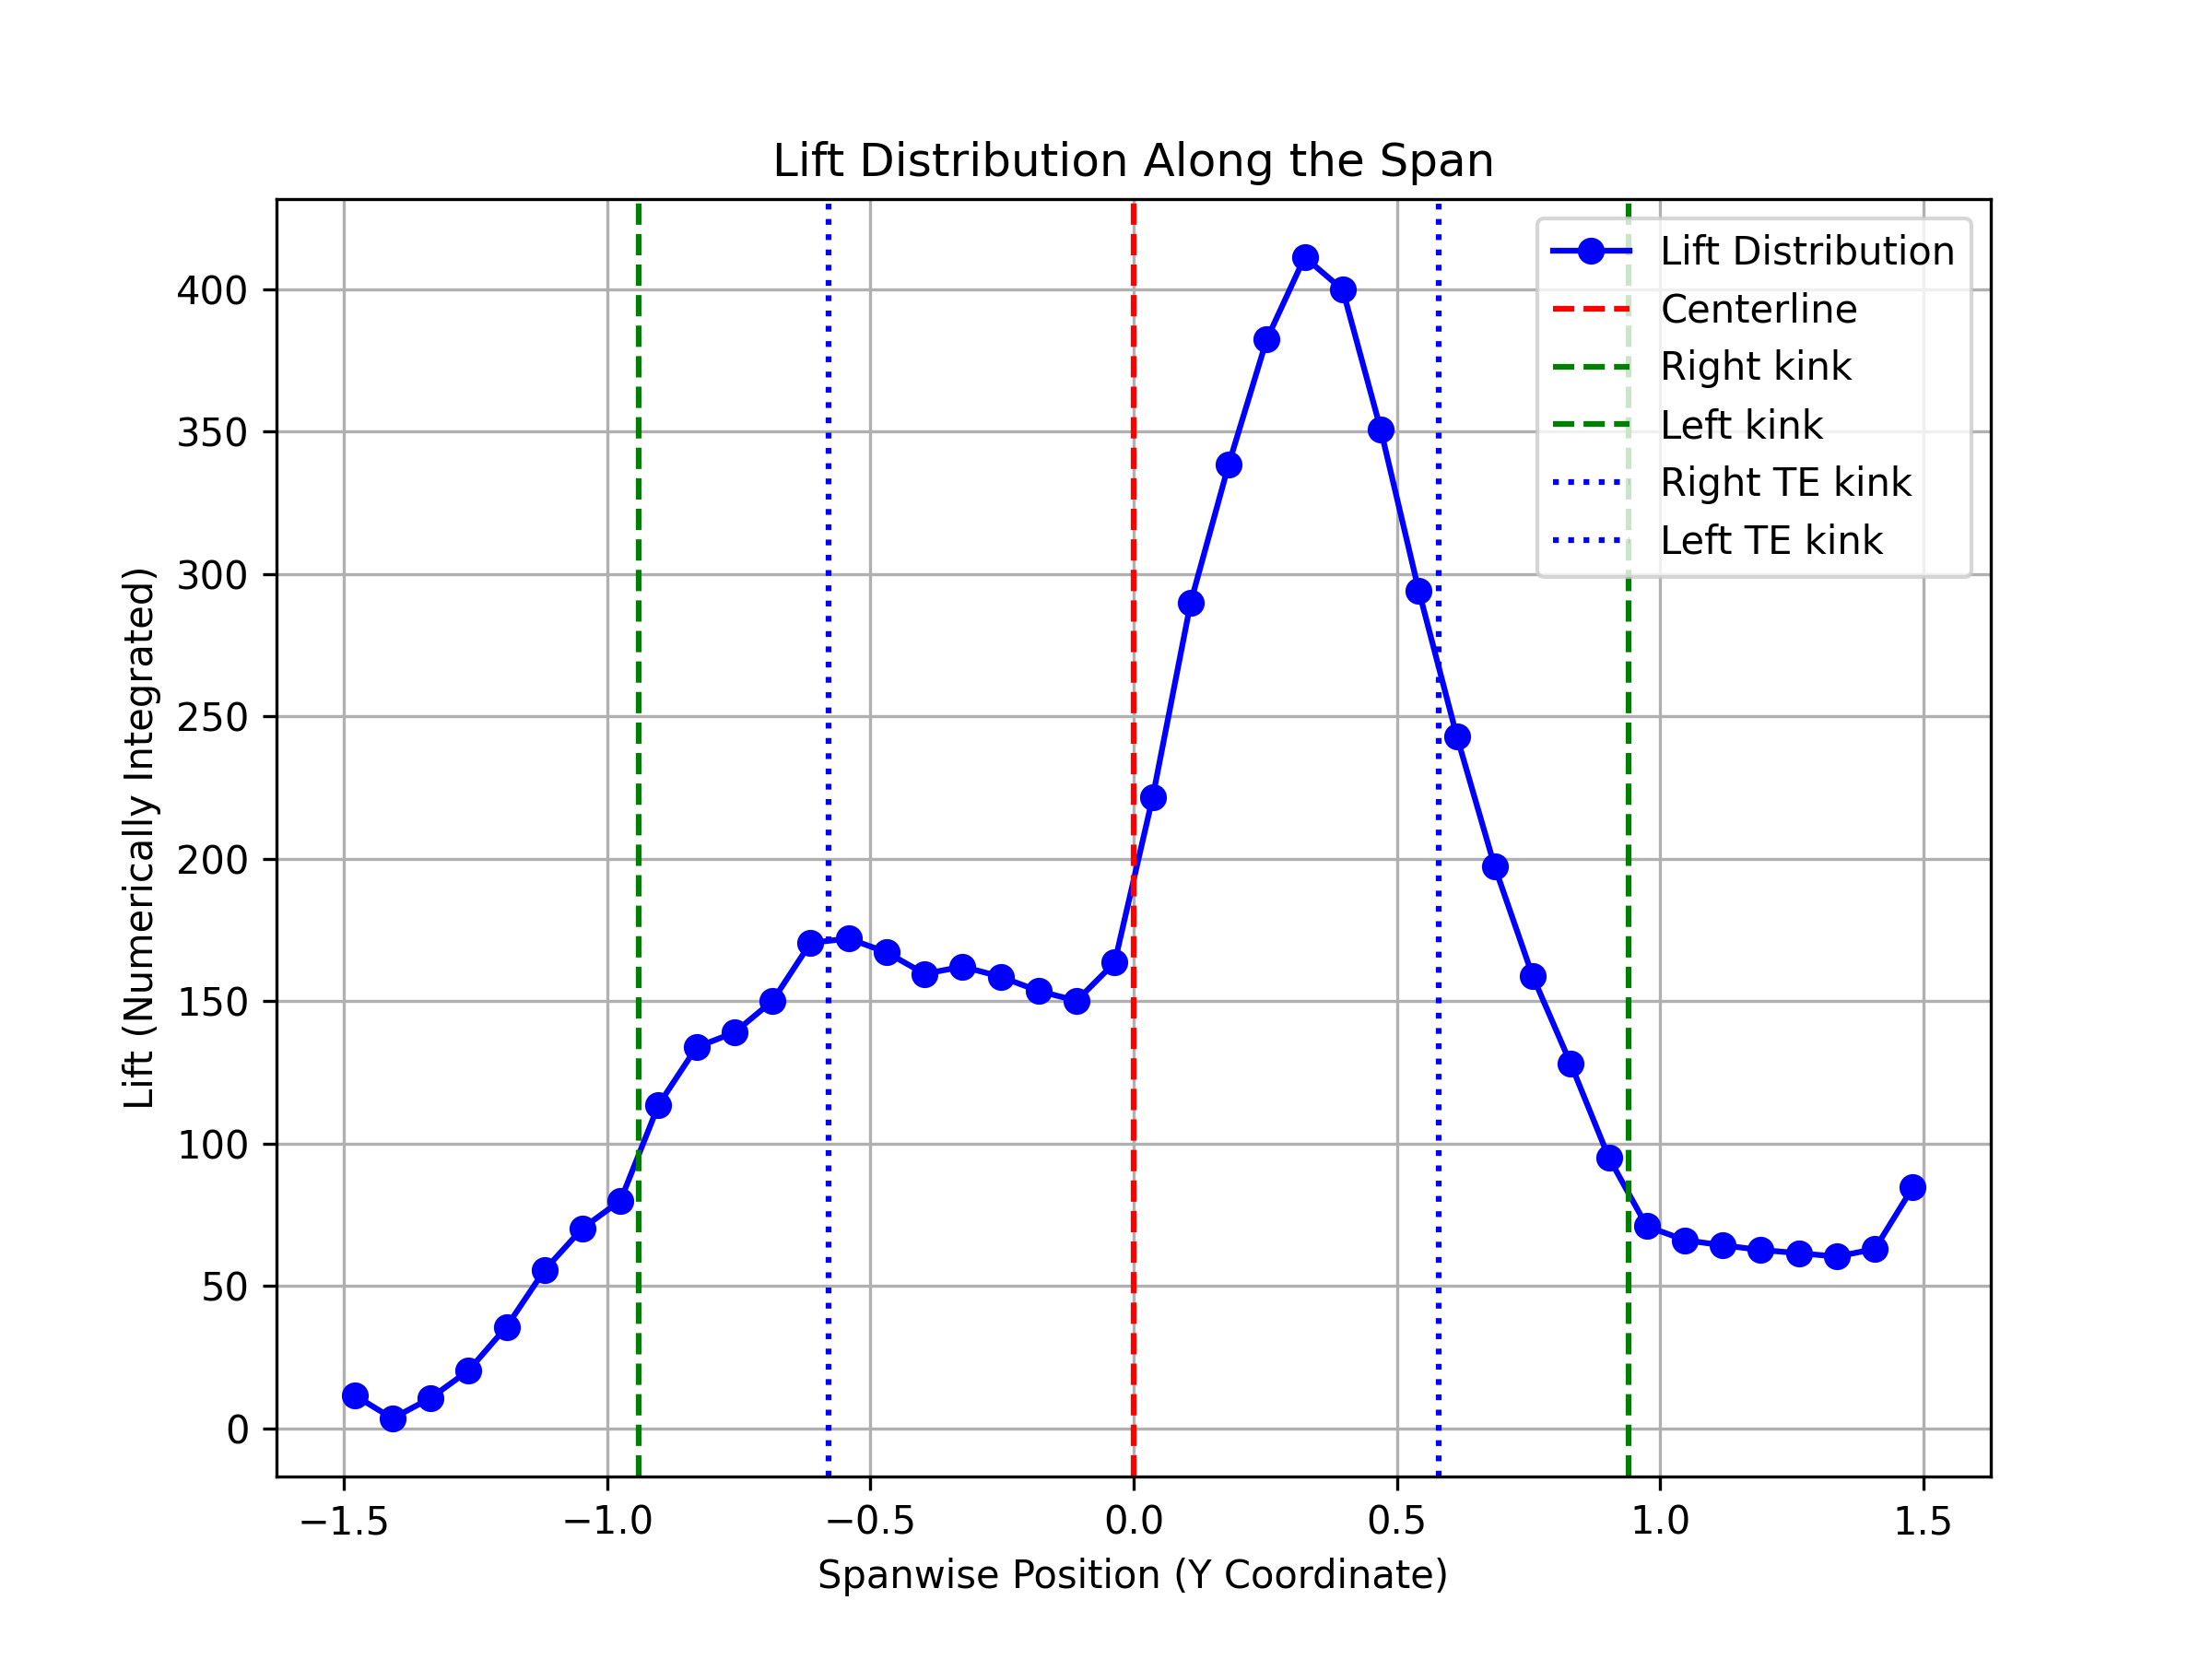 Lift Distribution Along the Span
Lift (Numerically Integrated)
400
350
300
250
200
150
100
50
0
Lift Distribution
Centerline
Right kink
Left kink
Right TE kink
Left TE kink
−1.5 −1.0 −0.5 0.0 0.5 1.0 1.5
Spanwise Position (Y Coordinate)